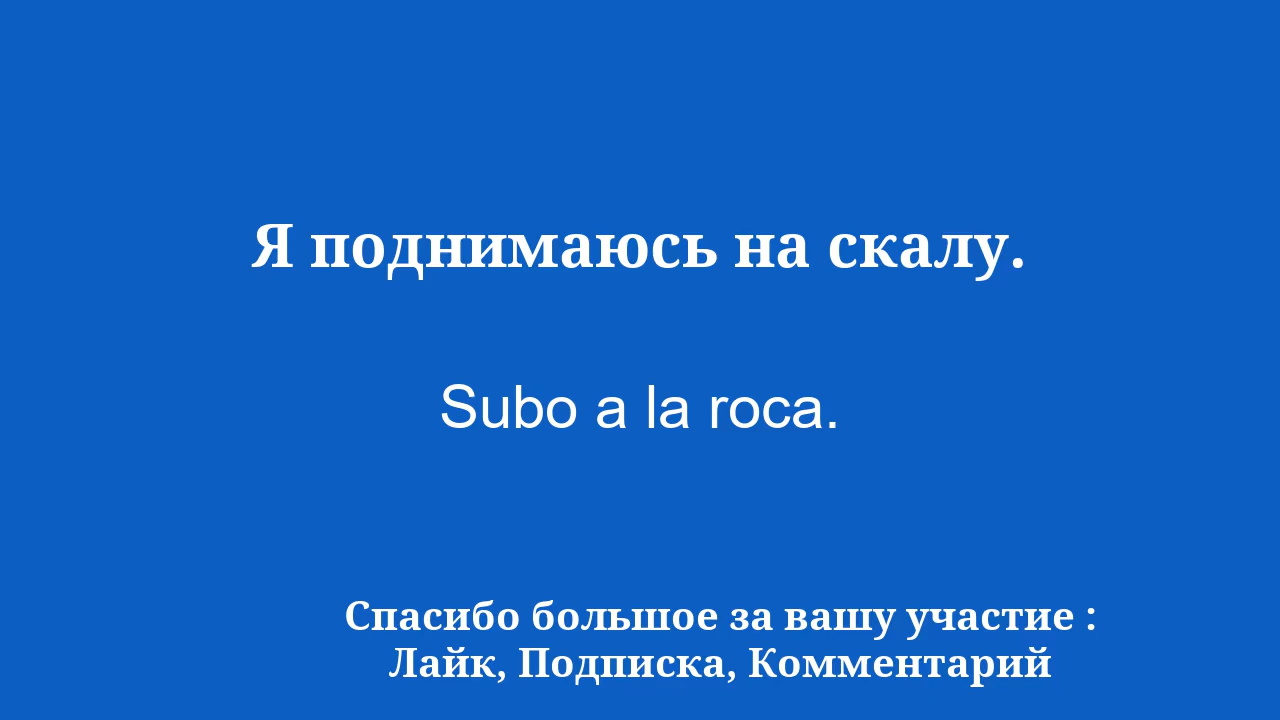 Я поднимаюсь на скалу.
Subo a la roca.
Спасибо большое за вашу участие :
Лайк, Подписка, Комментарий